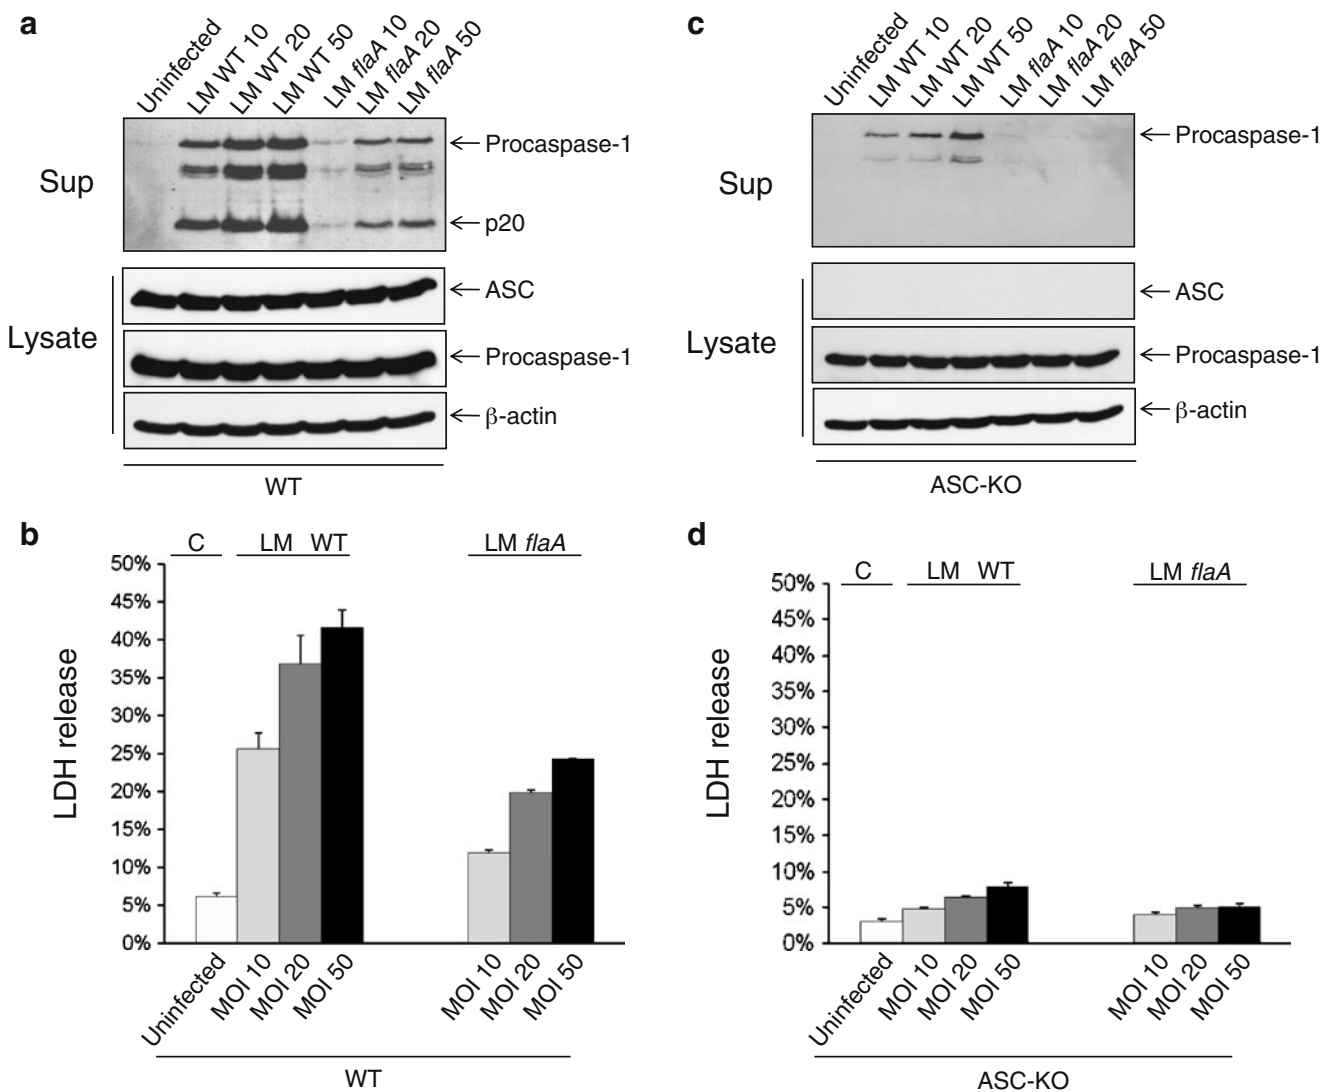 a
Uninfected
LM WT 10
LM WT 20
LM WT 50
LM flaA 10
LM flaA 20
LM flaA 50
Sup
Procaspase-1
p20
Lysate
ASC
Procaspase-1
β-actin
WT
c
Uninfected
LM WT 10
LM WT 20
LM WT 50
LM flaA 10
LM flaA 20
LM flaA 50
Sup
Procaspase-1
Lysate
ASC
Procaspase-1
β-actin
ASC-KO
b
C
LM WT
LM flaA
LDH release
50%
45%
40%
35%
30%
25%
20%
15%
10%
5%
0%
Uninfected
MOI 10
MOI 20
MOI 50
MOI 10
MOI 20
MOI 50
WT
d
C
LM WT
LM flaA
LDH release
50%
45%
40%
35%
30%
25%
20%
15%
10%
5%
0%
Uninfected
MOI 10
MOI 20
MOI 50
MOI 10
MOI 20
MOI 50
ASC-KO